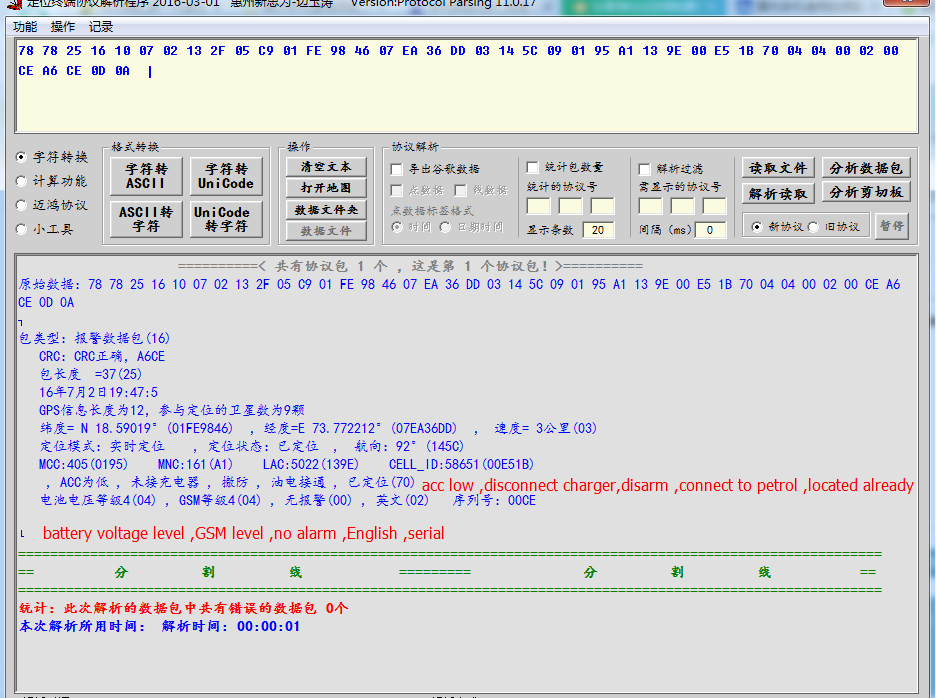 走位终端协议解析程序 2016-03-01 惠州新思为-边玉涛 Version:Protocol Parsing 11.0.17
功能 操作 记录
78 78 25 16 10 07 02 13 2F 05 C9 01 FE 98 46 07 EA 36 DD 03 14 5C 09 01 95 A1 13 9E 00 E5 1B 70 04 04 00 02 00
CE A6 CE 0D 0A
字符转换
计算功能
迈鸿协议
小工具
格式转换
字符转
ASCII
字符转
UniCode
ASCII转
字符
UniCode
转字符
操作
清空文本
打开地图
数据文件夹
数据文件
协议解析
导出谷歌数据
点数据 线数据
点数据标签格式
时间 日期时间
统计包数量
统计的协议号
显示条数 20
解析过滤
需显示的协议号
间隔 (ms) 0
读取文件 分析数据包
解析读取 分析剪切板
新协议 旧协议 暂停
==========< 共有协议包 1 个 , 这是第 1 个协议包! >==========
原始数据: 78 78 25 16 10 07 02 13 2F 05 C9 01 FE 98 46 07 EA 36 DD 03 14 5C 09 01 95 A1 13 9E 00 E5 1B 70 04 04 00 02 00 CE A6
CE 0D 0A
┐
包类型: 报警数据包(16)
CRC: CRC正确, A6CE
包长度 =37(25)
16年7月2日19:47:5
GPS信息长度为12, 参与定位的卫星数为9颗
纬度= N 18.59019° (01FE9846) , 经度=E 73.772212° (07EA36DD) , 速度= 3公里(03)
定位模式: 实时定位 , 定位状态: 已定位 , 航向: 92° (145C)
MCC:405(0195) MNC:161(A1) LAC:5022(139E) CELL_ID:58651(00E51B)
, ACC为低 , 未接充电器 , 撤防 , 油电接通 , 已定位(70) acc low ,disconnect charger,disarm ,connect to petrol ,located already
电池电压等级4(04) , GSM等级4(04) , 无报警(00) , 英文(02) 序列号: 00CE
└ battery voltage level ,GSM level ,no alarm ,English ,serial
== 分 割 线 ========= 分 割 线 ==
统计: 此次解析的数据包中共有错误的数据包 0个
本次解析所用时间: 解析时间: 00:00:01